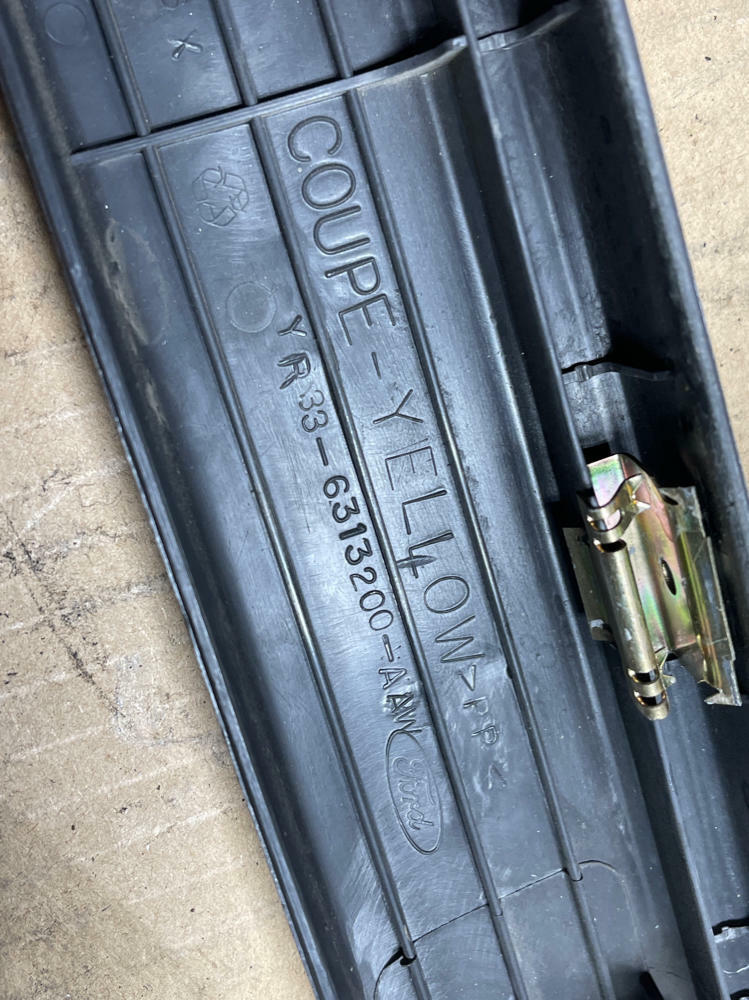 X
COUPE-YELLOW >PP<
YR33-6313200-AAW
Ford